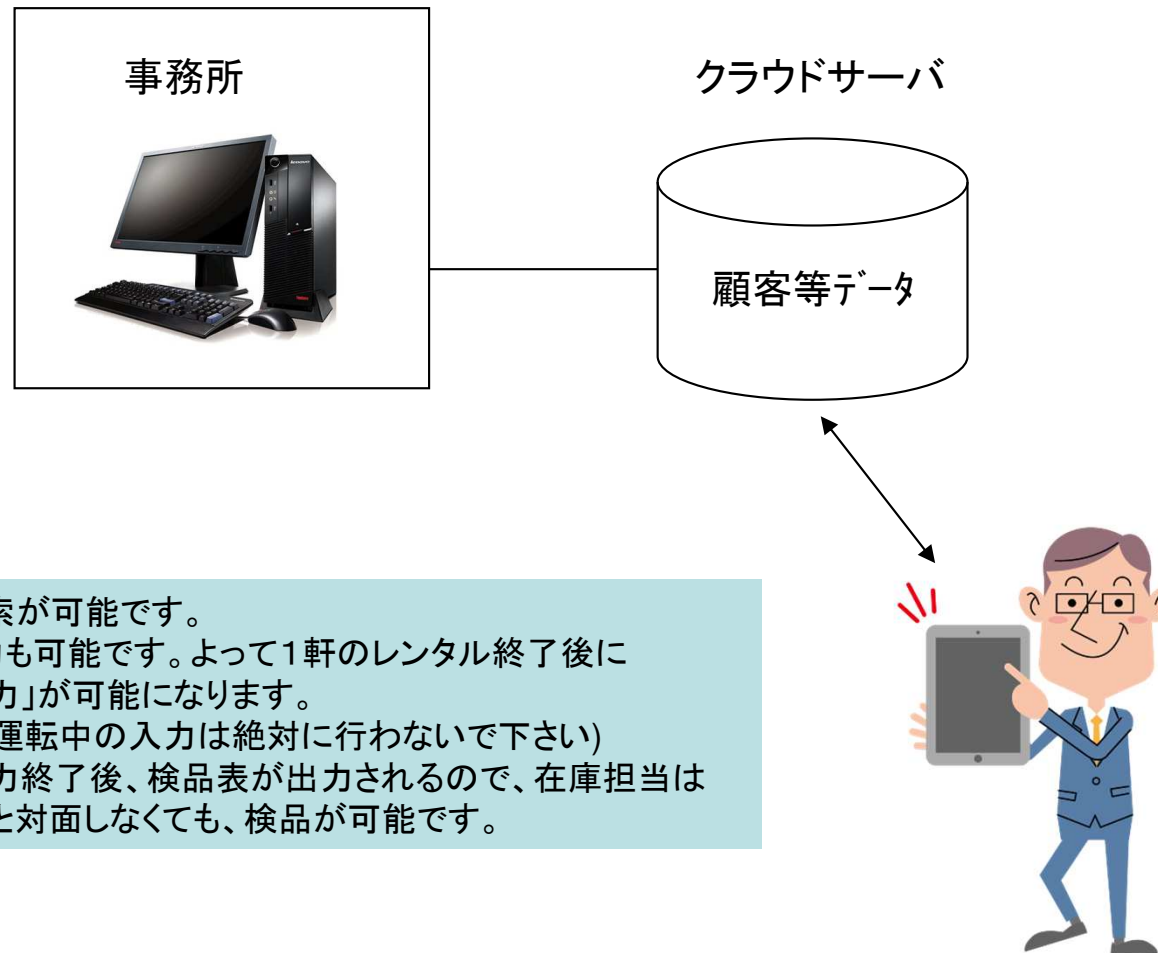 事務所
クラウドサーバ
顧客等ﾃﾞｰﾀ
索が可能です。
も可能です。よって１軒のレンタル終了後に
力」が可能になります。
運転中の入力は絶対に行わないで下さい)
力終了後、検品表が出力されるので、在庫担当は
と対面しなくても、検品が可能です。